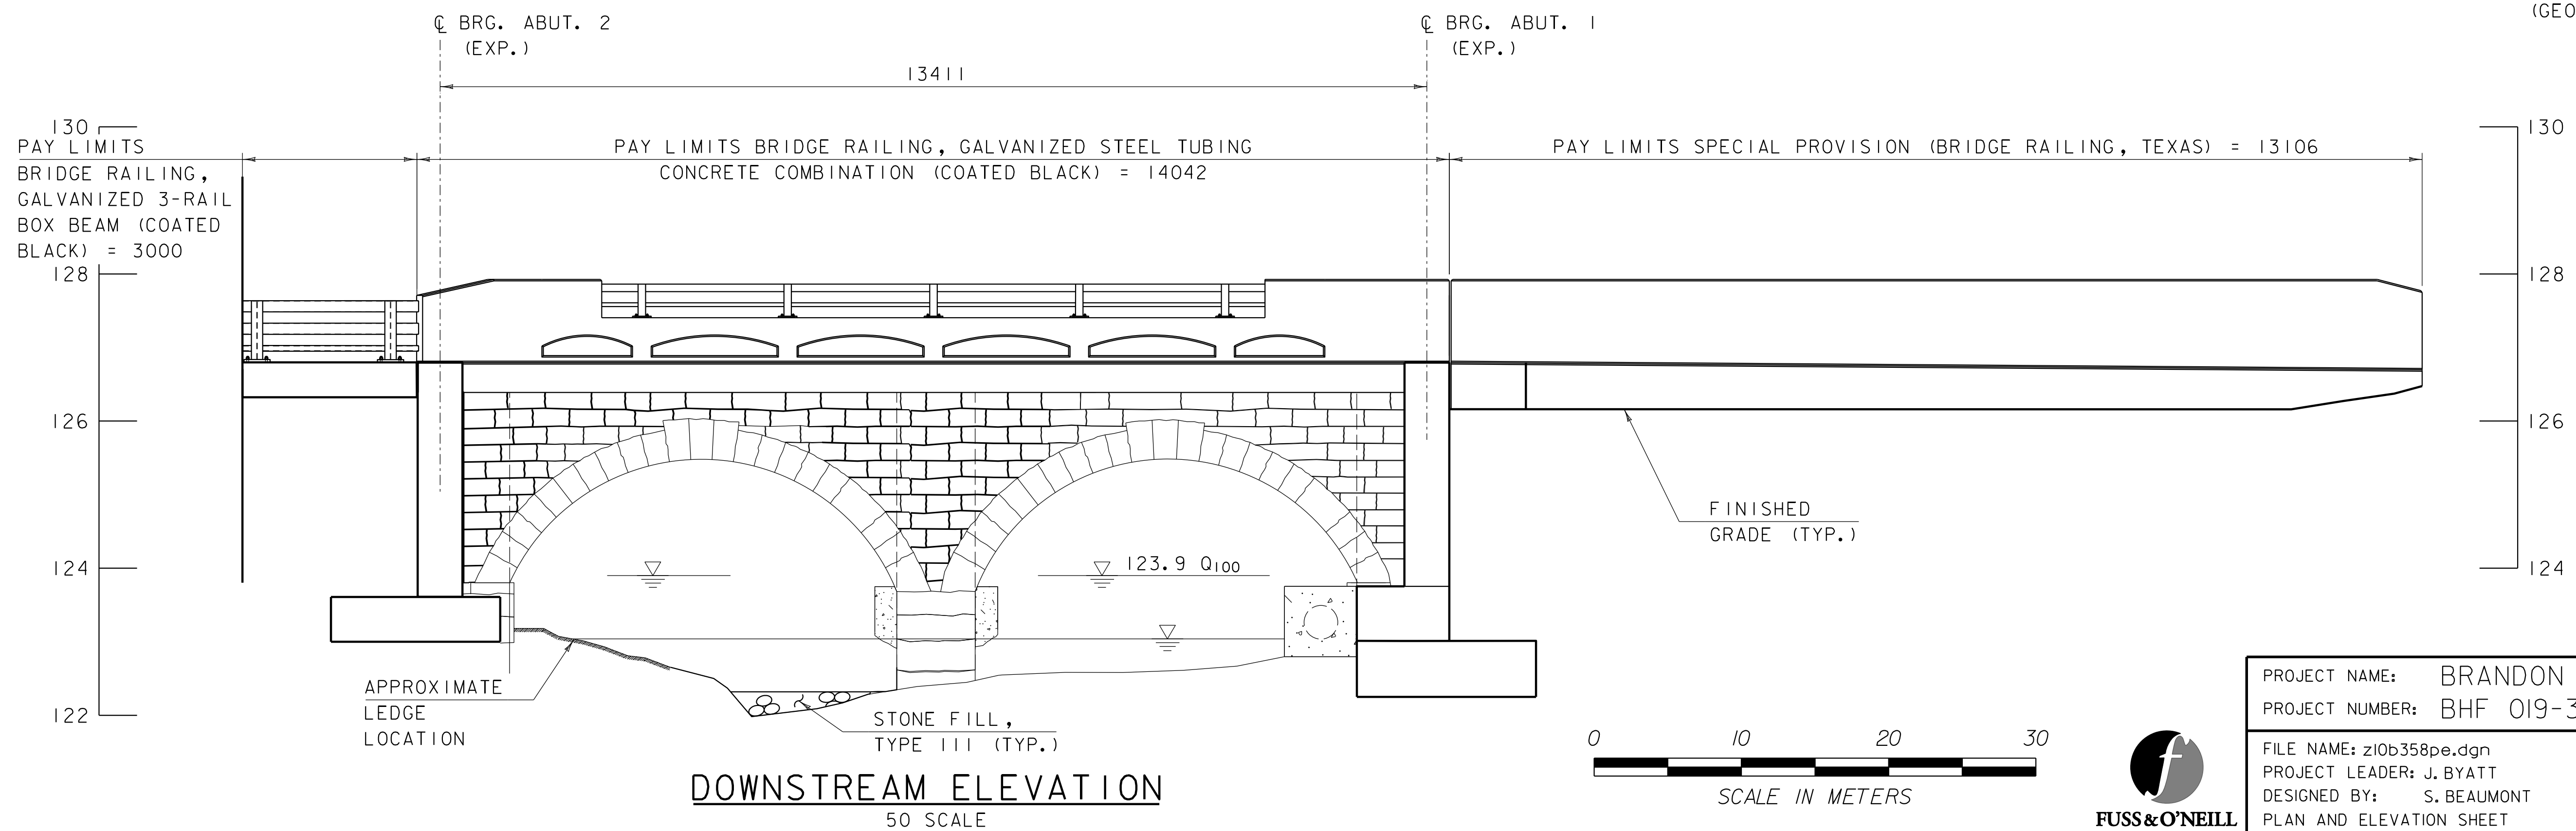 (GEO
℄ BRG. ABUT. 2
(EXP.)
℄ BRG. ABUT. 1
(EXP.)
13411
130
PAY LIMITS
BRIDGE RAILING,
GALVANIZED 3-RAIL
BOX BEAM (COATED
BLACK) = 3000
PAY LIMITS BRIDGE RAILING, GALVANIZED STEEL TUBING
CONCRETE COMBINATION (COATED BLACK) = 14042
PAY LIMITS SPECIAL PROVISION (BRIDGE RAILING, TEXAS) = 13106
130
128
128
126
126
FINISHED
GRADE (TYP.)
124
123.9 Q100
124
APPROXIMATE
LEDGE
LOCATION
122
STONE FILL,
TYPE III (TYP.)
DOWNSTREAM ELEVATION
50 SCALE
0 10 20 30
SCALE IN METERS
f
FUSS & O'NEILL
PROJECT NAME: BRANDON
PROJECT NUMBER: BHF 019-3
FILE NAME: z10b358pe.dgn
PROJECT LEADER: J. BYATT
DESIGNED BY: S. BEAUMONT
PLAN AND ELEVATION SHEET